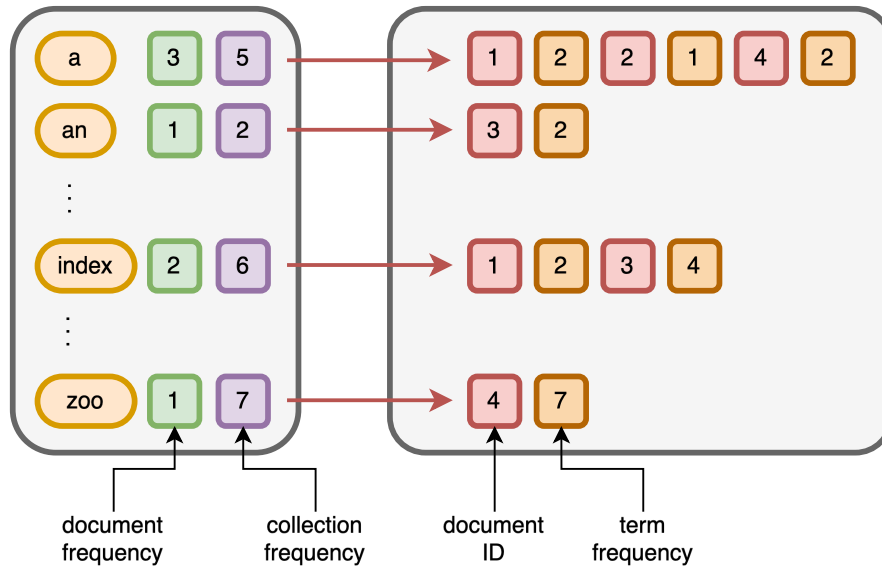 a 3 5 1 2 2 1 4 2
an 1 2 3 2
index 2 6 1 2 3 4
zoo 1 7 4 7
document frequency
collection frequency
document ID
term frequency